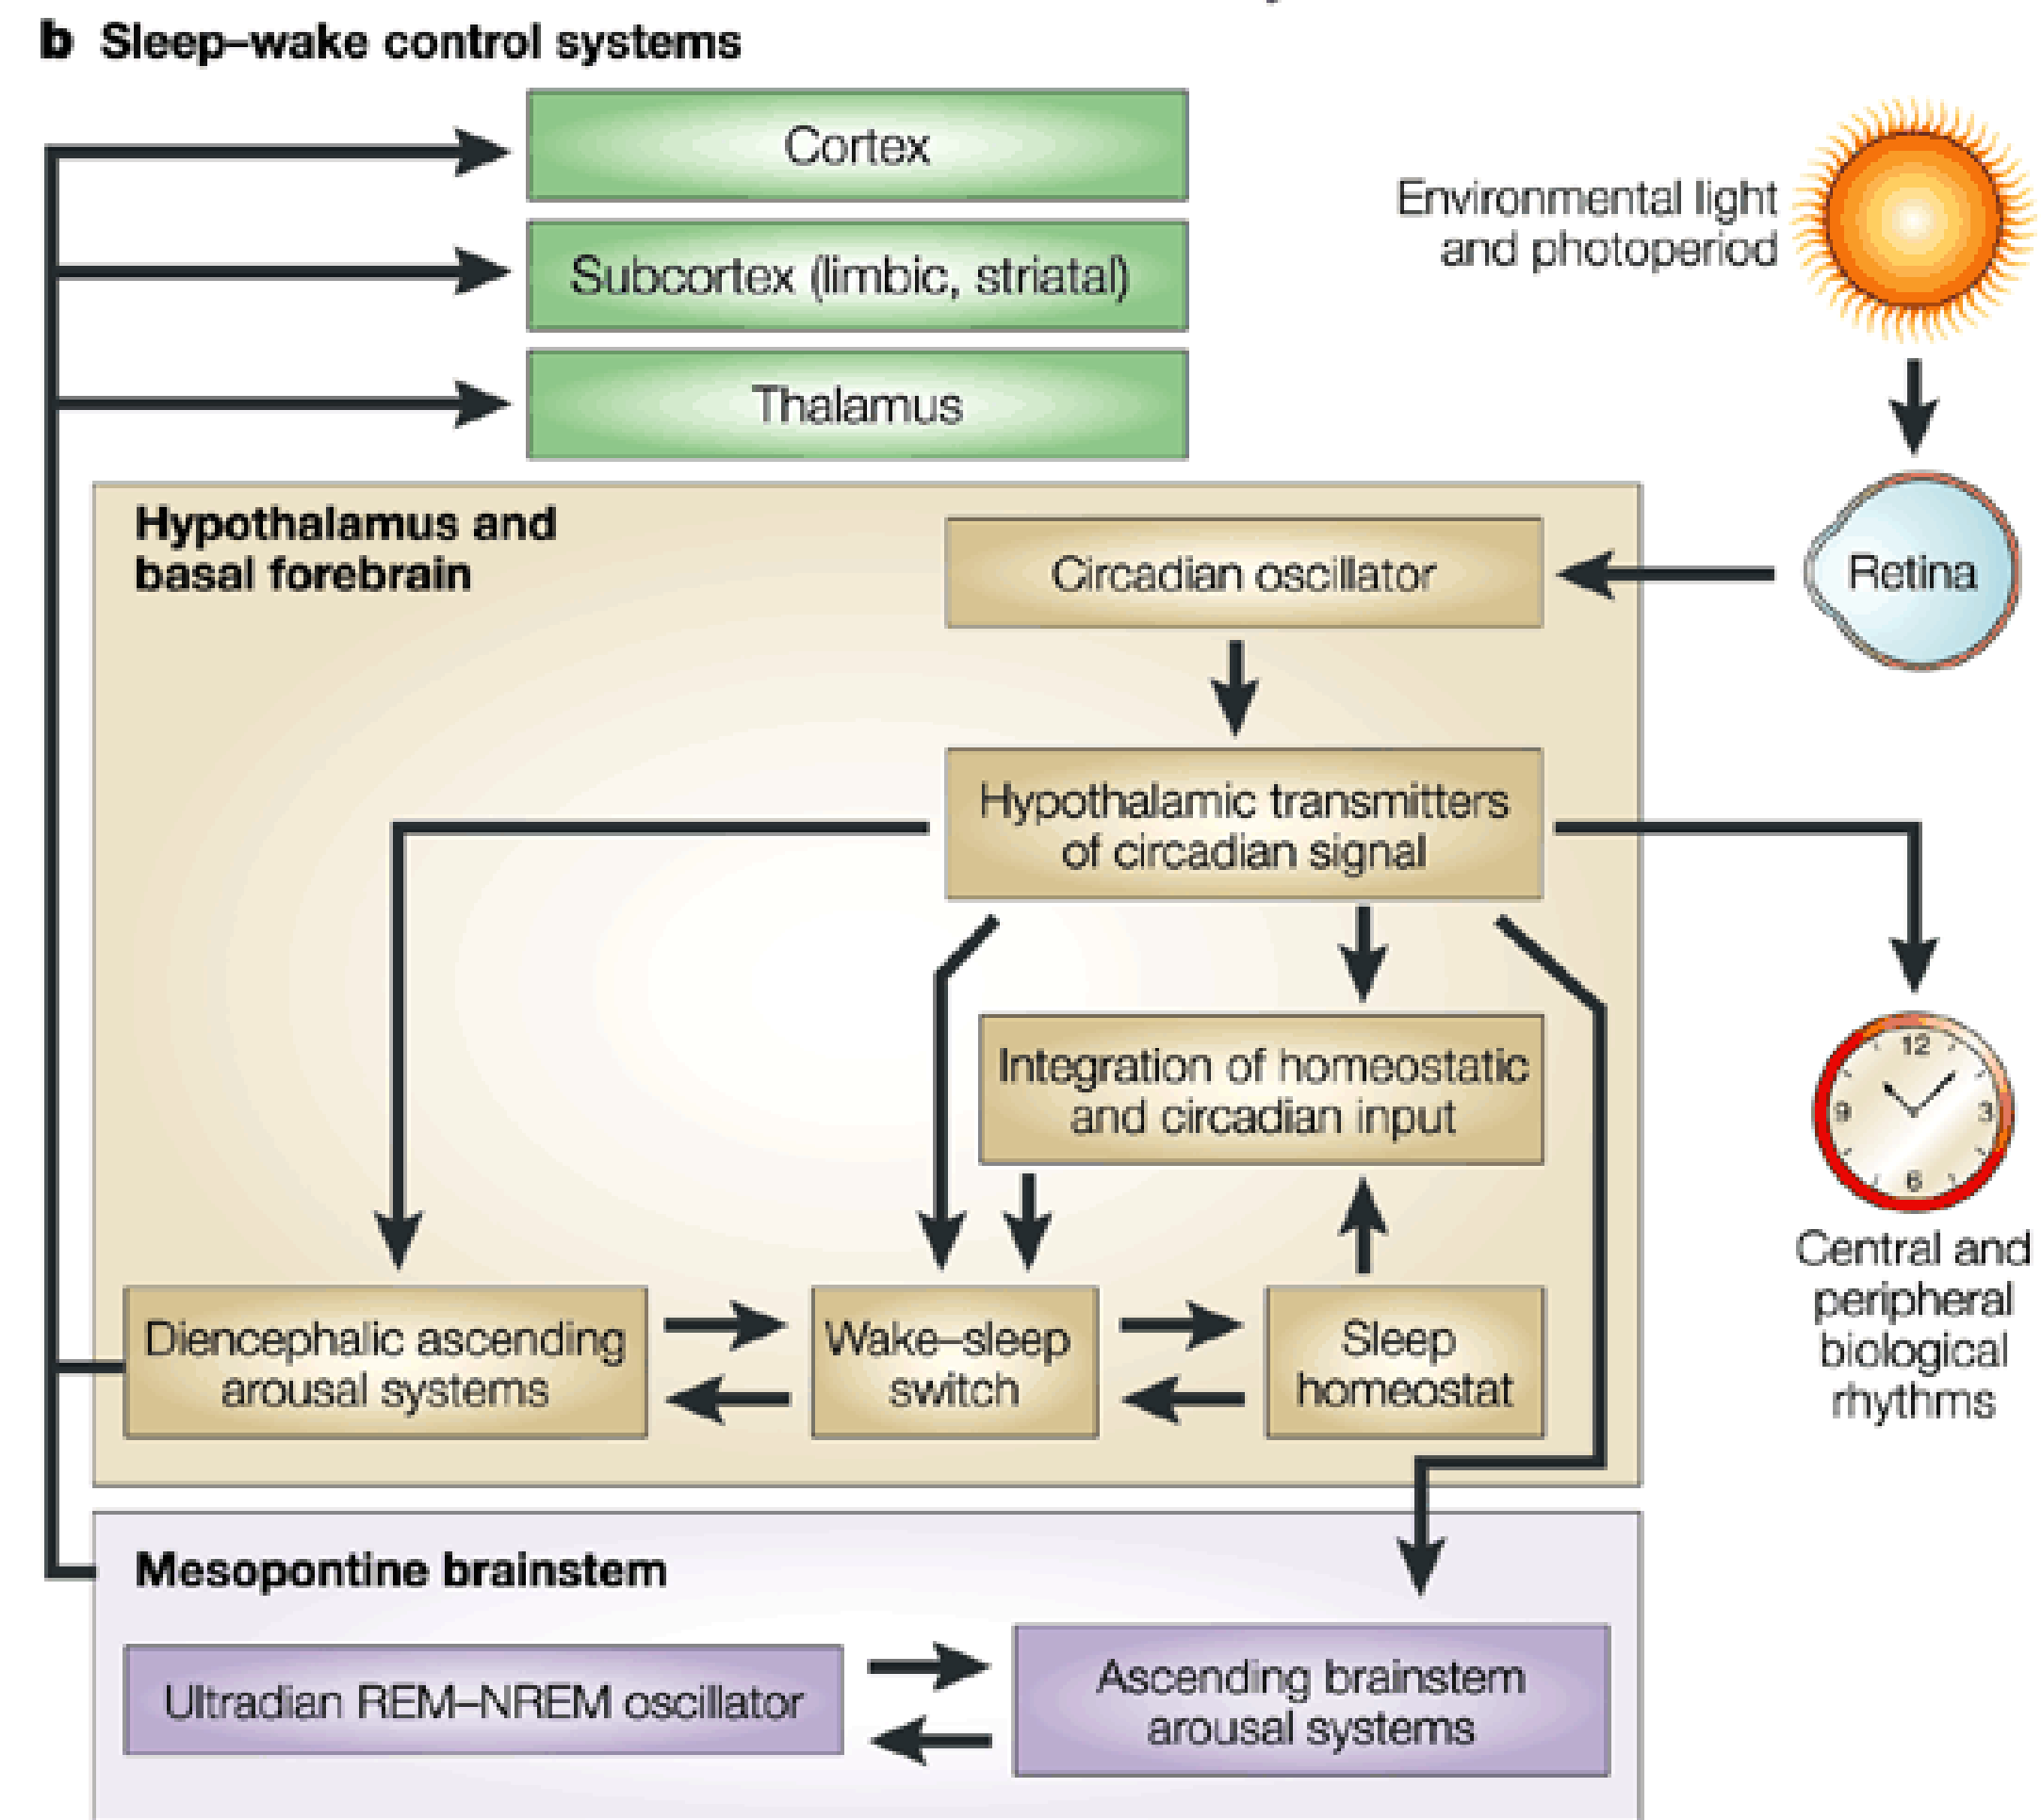 b Sleep–wake control systems
Cortex
Subcortex (limbic, striatal)
Thalamus
Environmental light
and photoperiod
Retina
Hypothalamus and
basal forebrain
Circadian oscillator
Hypothalamic transmitters
of circadian signal
Integration of homeostatic
and circadian input
Diencephalic ascending
arousal systems
Wake–sleep
switch
Sleep
homeostat
12
9
3
6
Central and
peripheral
biological
rhythms
Mesopontine brainstem
Ultradian REM–NREM oscillator
Ascending brainstem
arousal systems